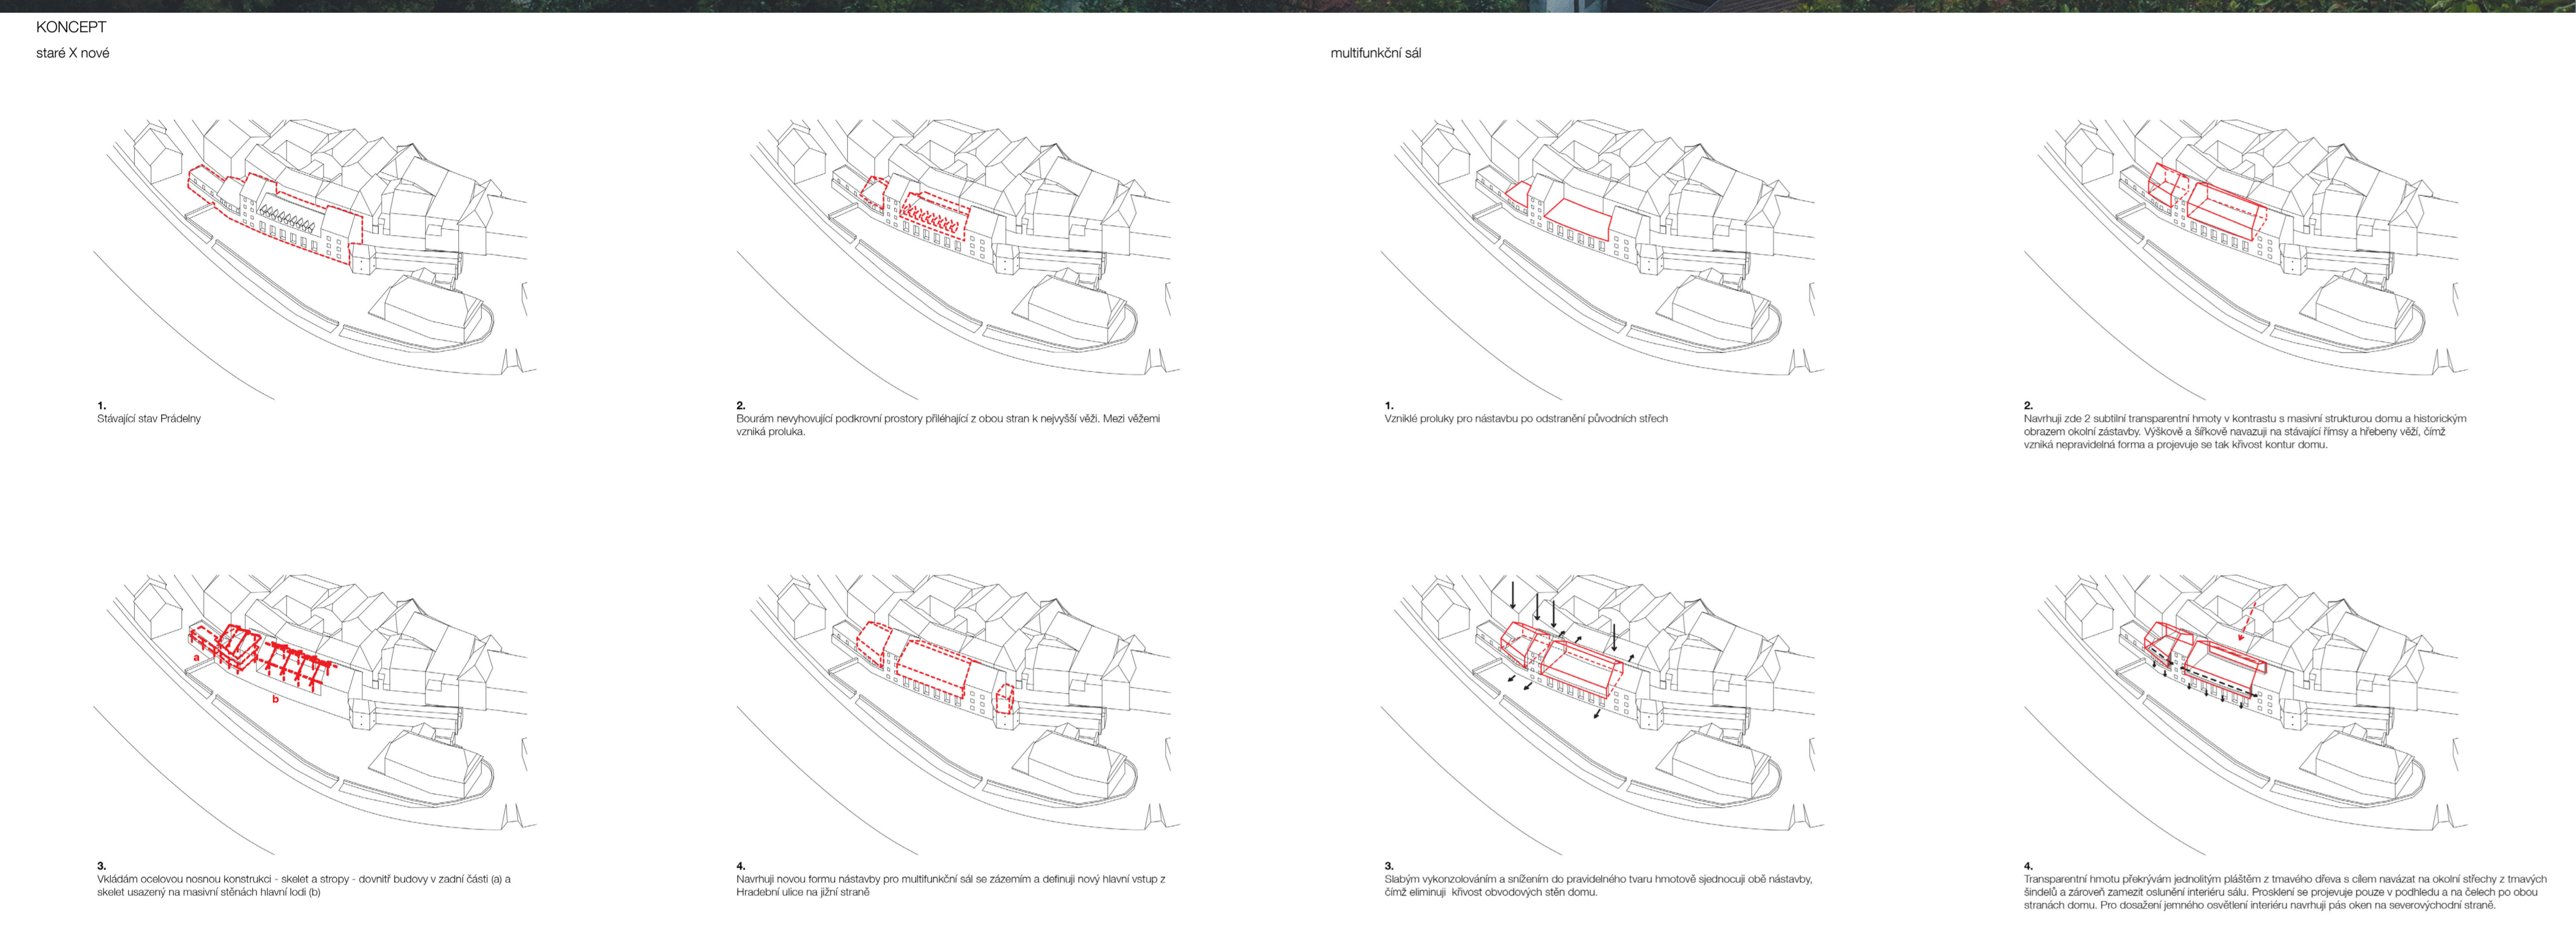 KONCEPT
staré X nové
1.
Stávající stav Prádelny
2.
Bourám nevyhovující podkrovní prostory přiléhající z obou stran k nejvyšší věži. Mezi věžemi
vzniká proluka.
a
b
3.
Vkládám ocelovou nosnou konstrukci - skelet a stropy - dovnitř budovy v zadní části (a) a
skelet usazený na masivní stěnách hlavní lodi (b)
4.
Navrhuji novou formu nástavby pro multifunkční sál se zázemím a definuji nový hlavní vstup z
Hradební ulice na jižní straně
multifunkční sál
1.
Vzniklé proluky pro nástavbu po odstranění původních střech
2.
Navrhuji zde 2 subtilní transparentní hmoty v kontrastu s masivní strukturou domu a historickým
obrazem okolní zástavby. Výškově a šířkově navazuji na stávající římsy a hřebeny věží, čímž
vzniká nepravidelná forma a projevuje se tak křivost kontur domu.
3.
Slabým vykonzolováním a snížením do pravidelného tvaru hmotově sjednocuji obě nástavby,
čímž eliminuji křivost obvodových stěn domu.
4.
Transparentní hmotu překrývám jednolitým pláštěm z tmavého dřeva s cílem navázat na okolní střechy z tmavých
šindelů a zároveň zamezit oslunění interiéru sálu. Prosklení se projevuje pouze v podhledu a na čelech po obou
stranách domu. Pro dosažení jemného osvětlení interiéru navrhuji pás oken na severovýchodní straně.